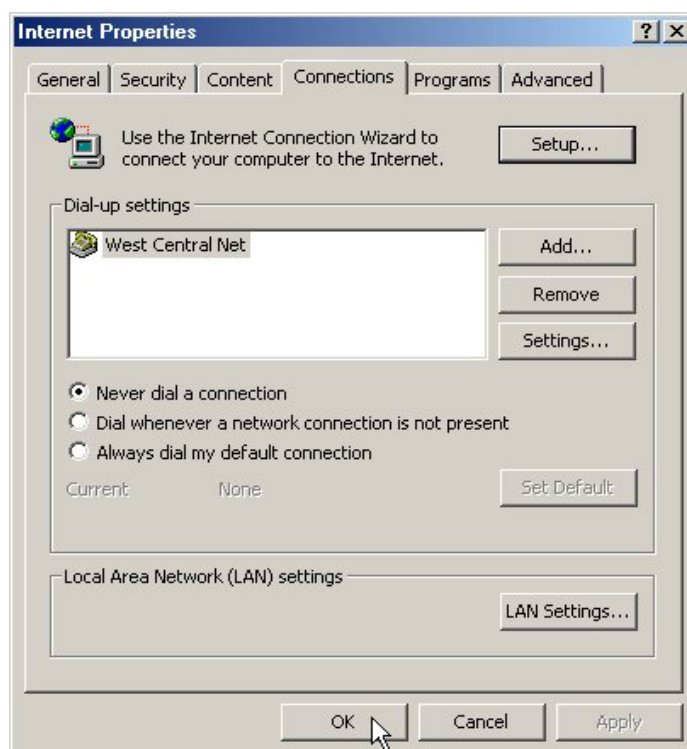 Internet Properties
General Security Content Connections Programs Advanced
Use the Internet Connection Wizard to
connect your computer to the Internet.
Setup...
Dial-up settings
West Central Net
Add...
Remove
Settings...
Never dial a connection
Dial whenever a network connection is not present
Always dial my default connection
Current None
Set Default
Local Area Network (LAN) settings
LAN Settings...
OK Cancel Apply